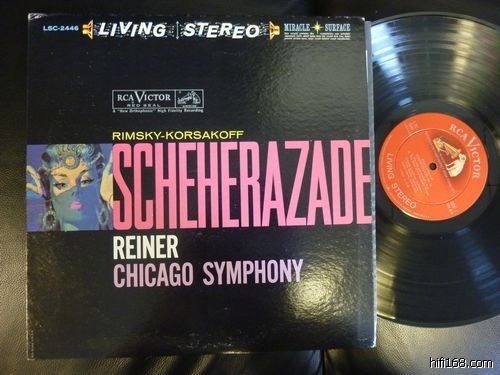 LSC-2446 LIVING STEREO MIRACLE SURFACE
RCA VICTOR
RED SEAL
A "New Orthophonic" High Fidelity Recording
RIMSKY-KORSAKOFF
SCHEHERAZADE
REINER
CHICAGO SYMPHONY
RCA VICTOR
LIVING STEREO
hifi168.com